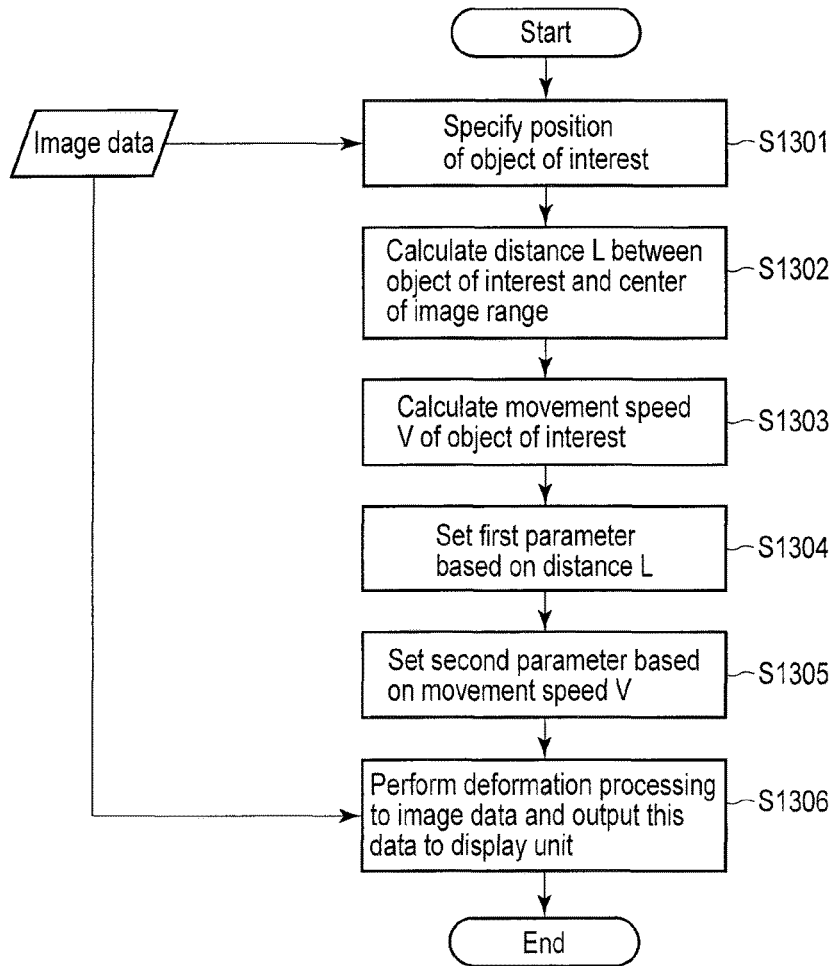 Start
Image data
Specify position
of object of interest
S1301
Calculate distance L between
object of interest and center
of image range
S1302
Calculate movement speed
V of object of interest
S1303
Set first parameter
based on distance L
S1304
Set second parameter based
on movement speed V
S1305
Perform deformation processing
to image data and output this
data to display unit
S1306
End